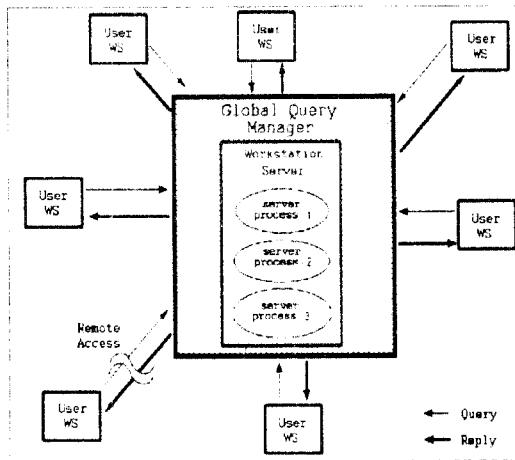 User
WS
User
WS
User
WS
Global Query
Manager
Workstation
Server
server
process 1
server
process 2
server
process 3
User
WS
User
WS
Remote
Access
User
WS
User
WS
Query
Reply